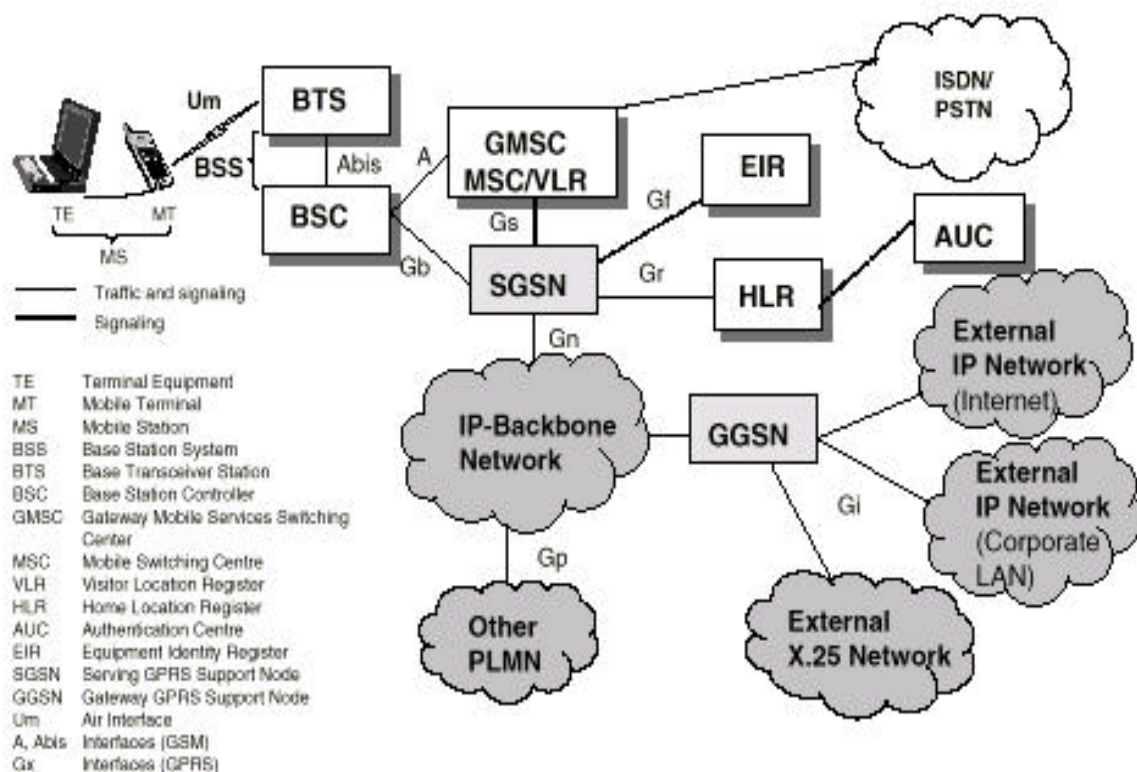 ISDN/
PSTN
Um
BTS
BSS
Abis
A
GMSC
MSC/VLR
EIR
Gf
TE
MT
BSC
Gs
AUC
MS
Gb
SGSN
Gr
HLR
Traffic and signaling
Signaling
Gn
External
IP Network
(Internet)
IP-Backbone
Network
GGSN
External
IP Network
(Corporate
LAN)
Gi
Gp
Other
PLMN
External
X.25 Network
TE Terminal Equipment
MT Mobile Terminal
MS Mobile Station
BSS Base Station System
BTS Base Transceiver Station
BSC Base Station Controller
GMSC Gateway Mobile Services Switching
Center
MSC Mobile Switching Centre
VLR Visitor Location Register
HLR Home Location Register
AUC Authentication Centre
EIR Equipment Identity Register
SGSN Serving GPRS Support Node
GGSN Gateway GPRS Support Node
Um Air Interface
A, Abis Interfaces (GSM)
Gx Interfaces (GPRS)